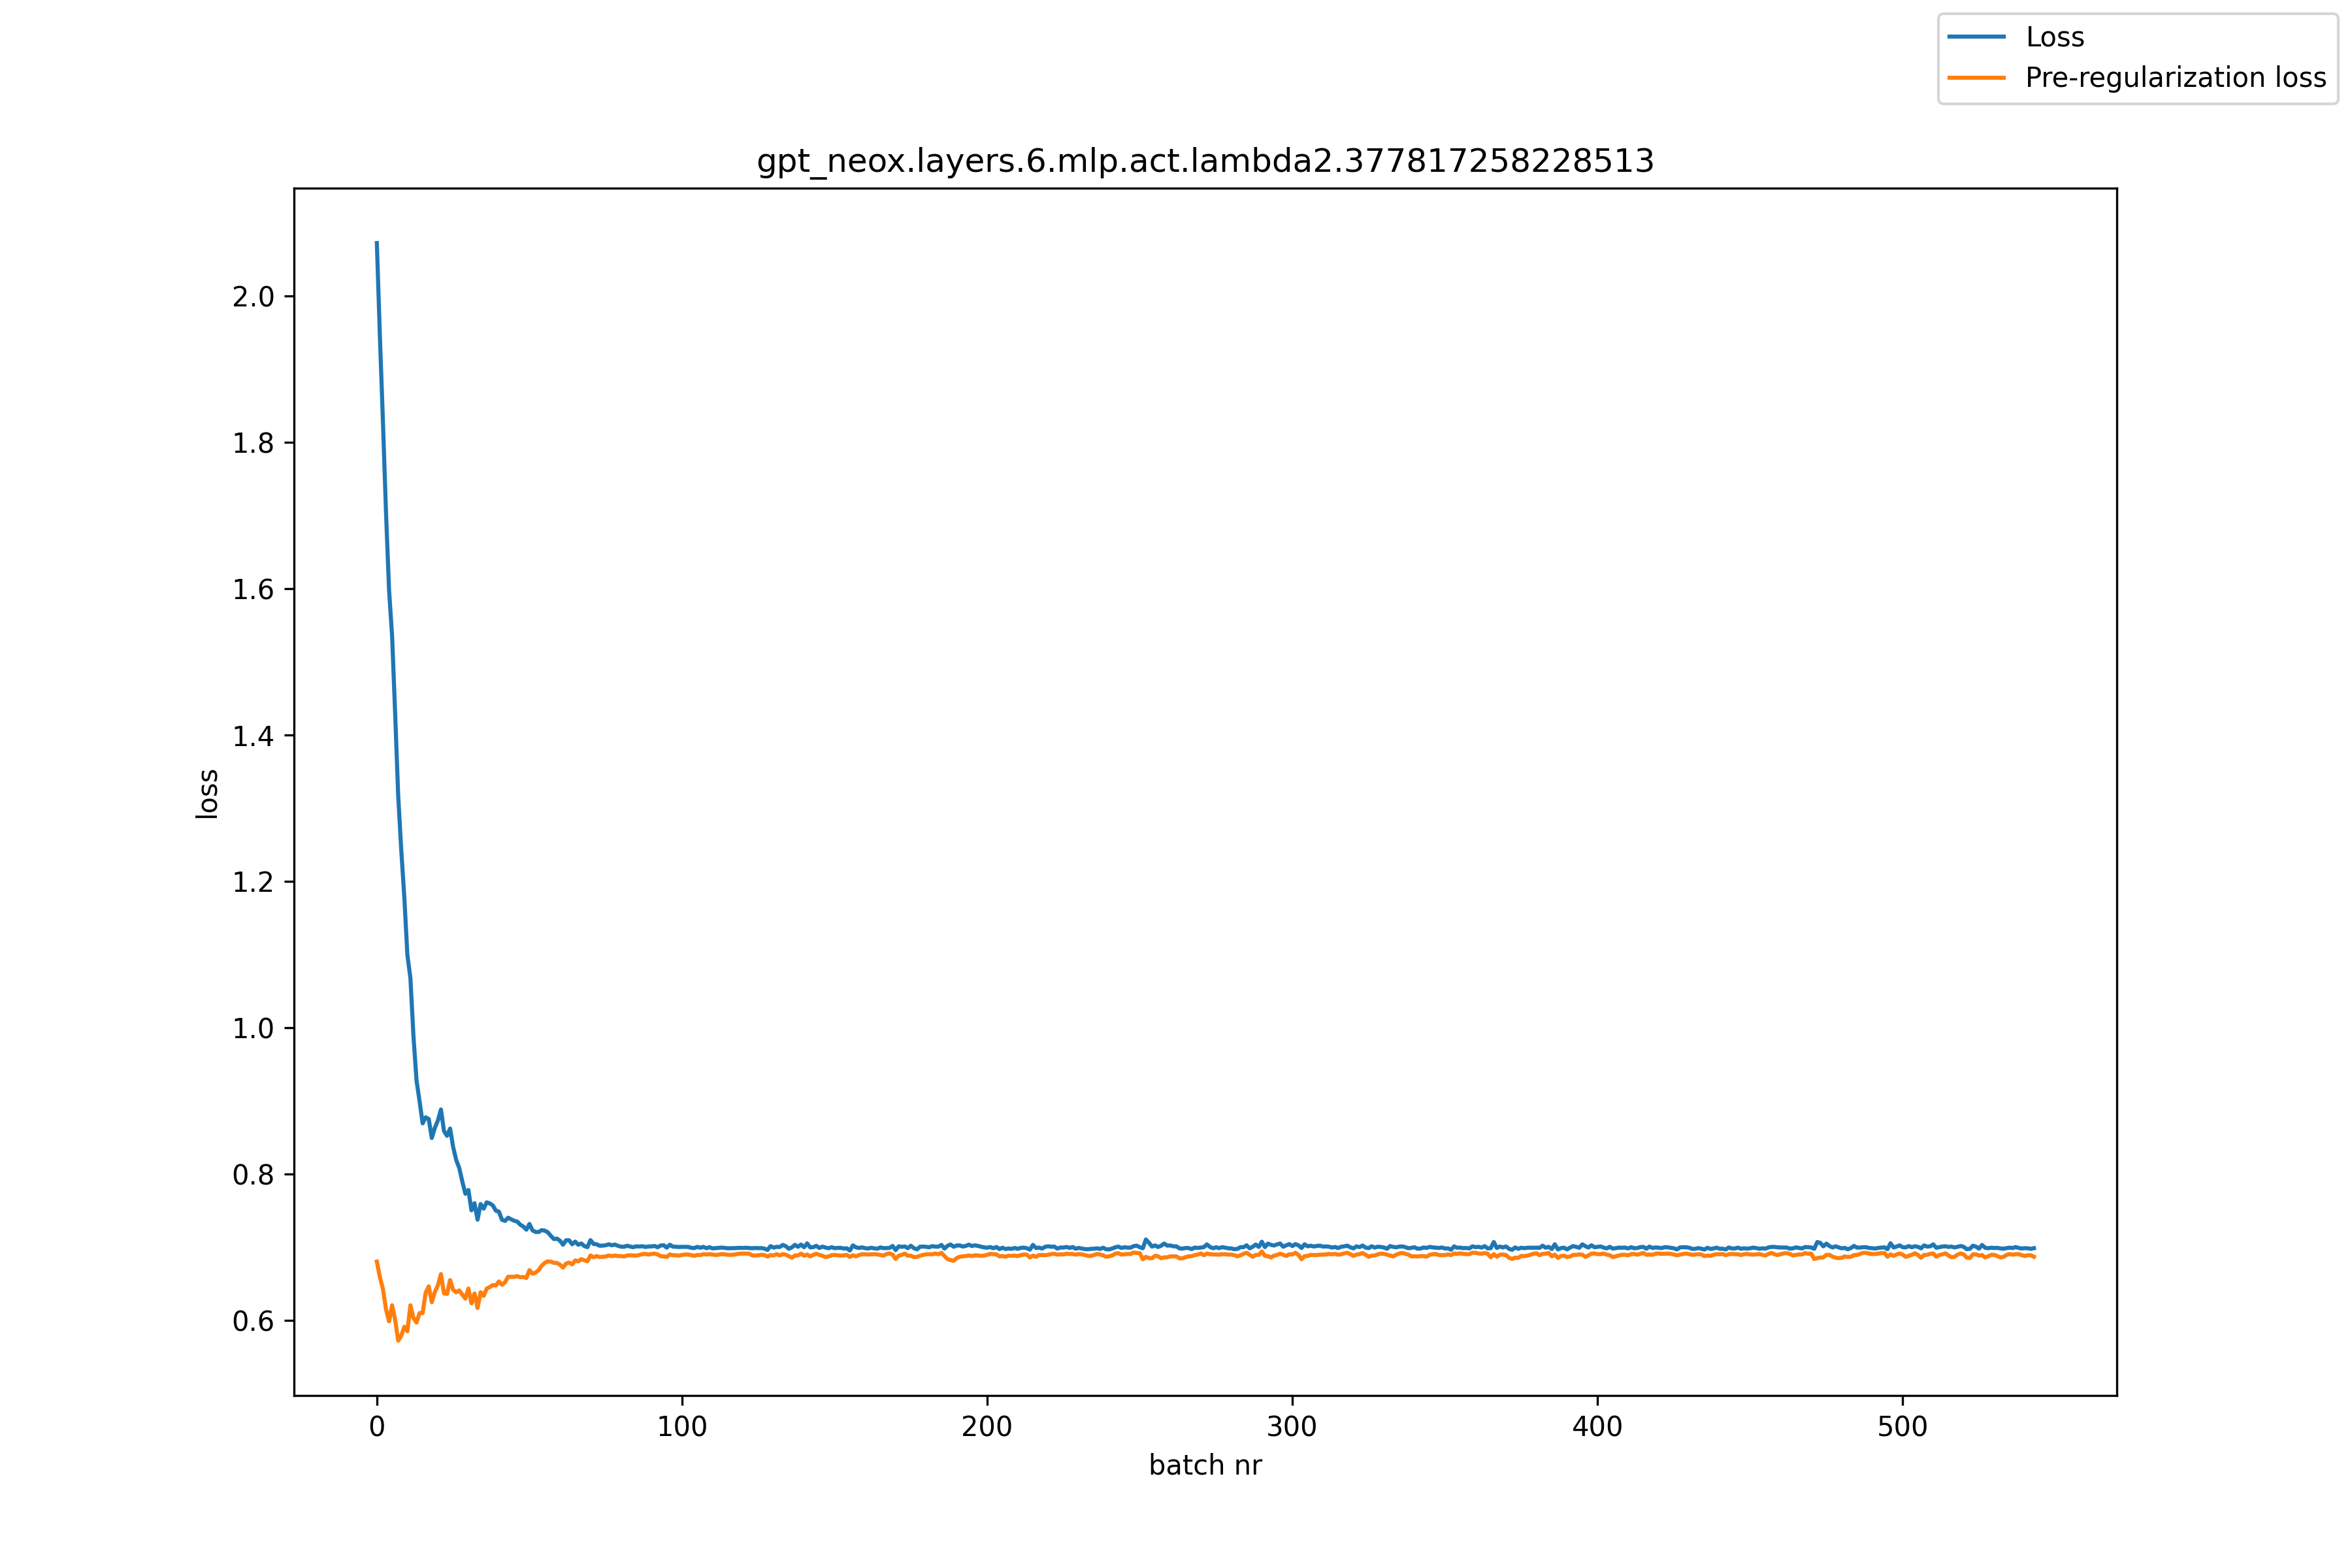 Loss
Pre-regularization loss
gpt_neox.layers.6.mlp.act.lambda2.377817258228513
2.0
1.8
1.6
1.4
1.2
1.0
0.8
0.6
loss
0 100 200 300 400 500
batch nr